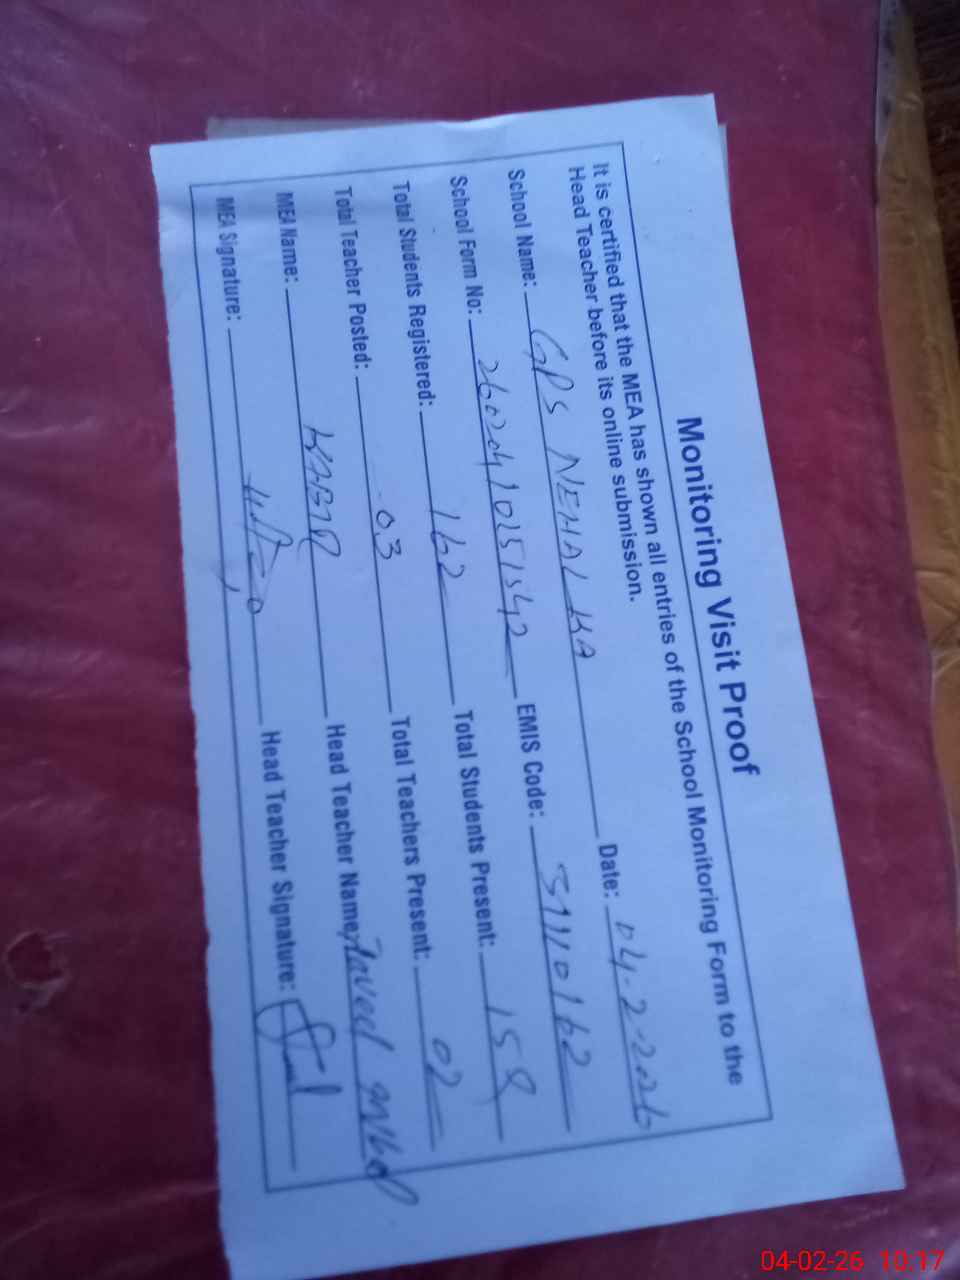 Monitoring Visit Proof
It is certified that the MEA has shown all entries of the School Monitoring Form to the
Head Teacher before its online submission.
School Name: GPS NEHAL KA Date: 04-2-2026
School Form No: 26020410251542 EMIS Code: 31110162
Total Students Registered: 162 Total Students Present: 158
Total Teacher Posted: 03 Total Teachers Present: 02
MEA Name: KABIR Head Teacher Name: Javed
MEA Signature: Head Teacher Signature:
04-02-26 10:17